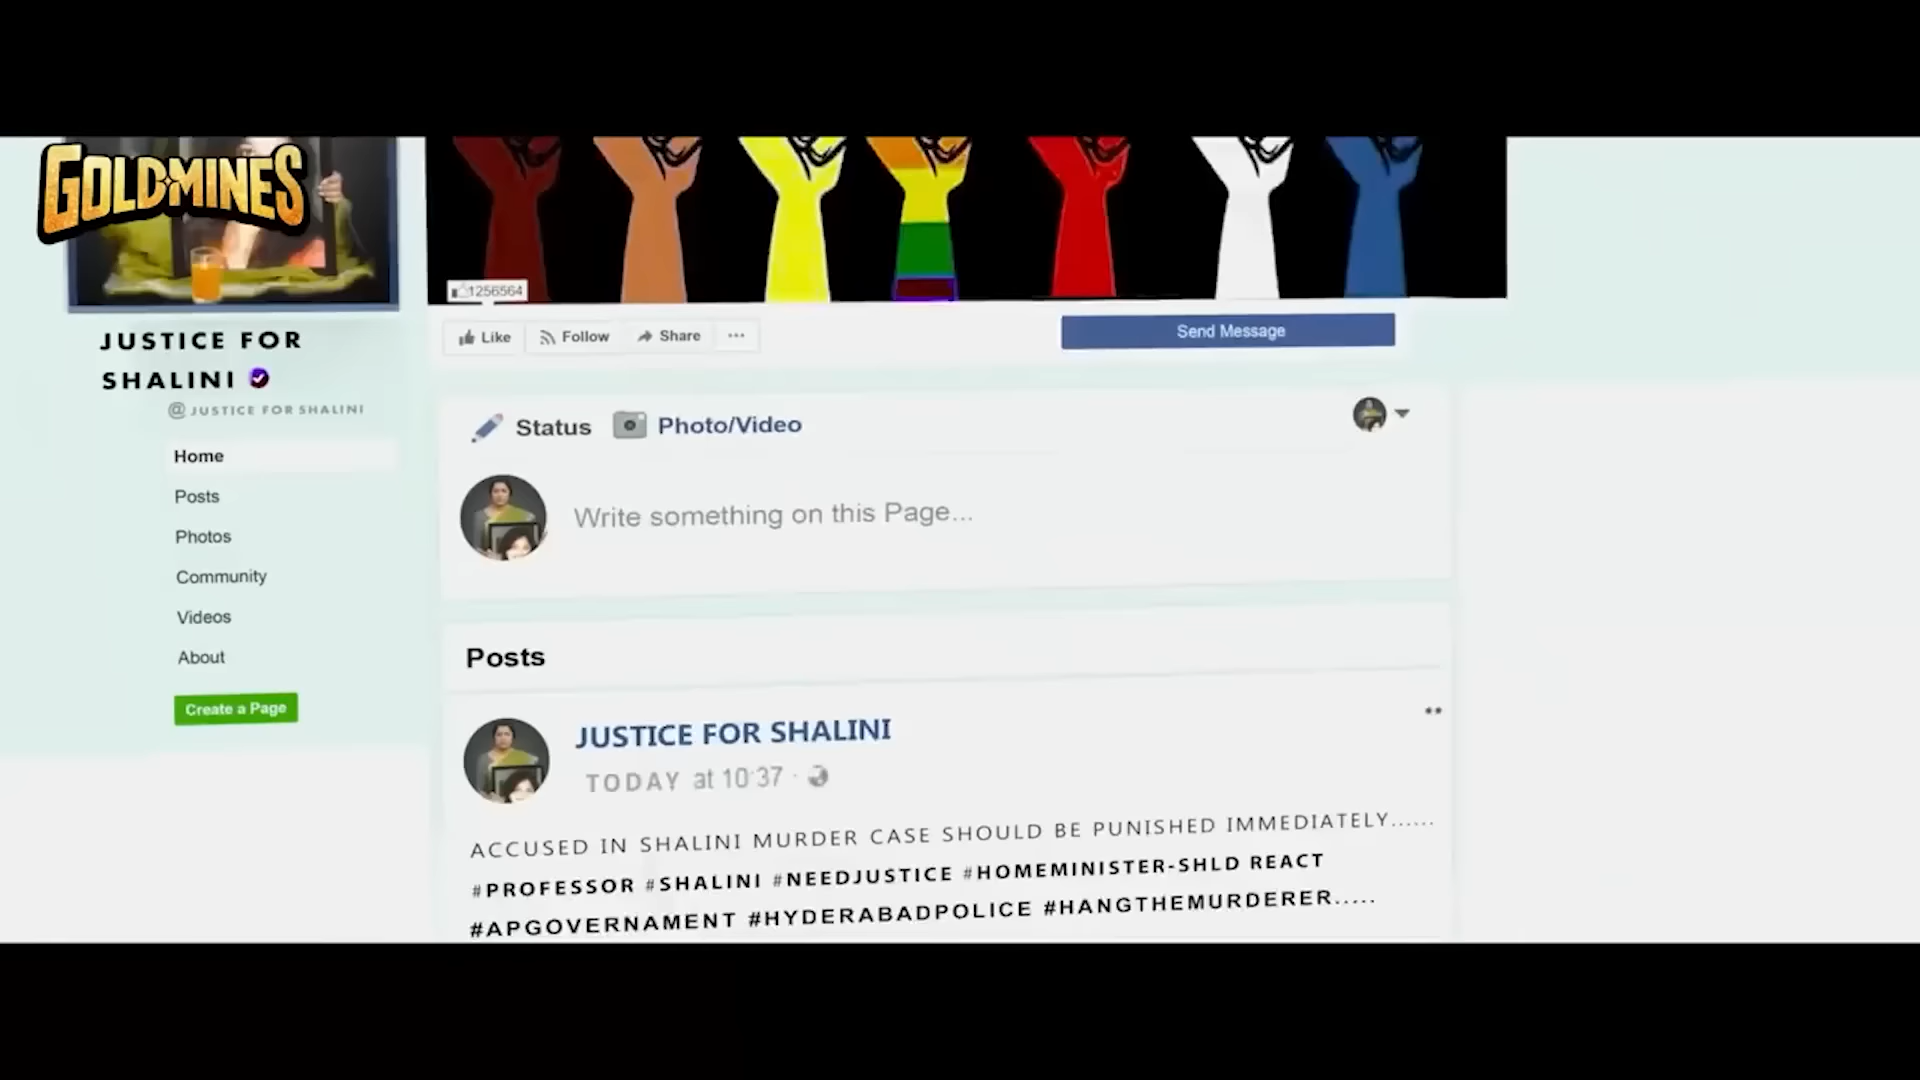 GOLDMINES
1256564
Like Follow Share ...
Send Message
JUSTICE FOR
SHALINI
@JUSTICE FOR SHALINI
Home
Posts
Photos
Community
Videos
About
Create a Page
Status Photo/Video
Write something on this Page...
Posts
JUSTICE FOR SHALINI
TODAY at 10:37 ·
ACCUSED IN SHALINI MURDER CASE SHOULD BE PUNISHED IMMEDIATELY......
#PROFESSOR #SHALINI #NEEDJUSTICE #HOMEMINISTER-SHLD REACT
#APGOVERNAMENT #HYDERABADPOLICE #HANGTHEMURDERER.....